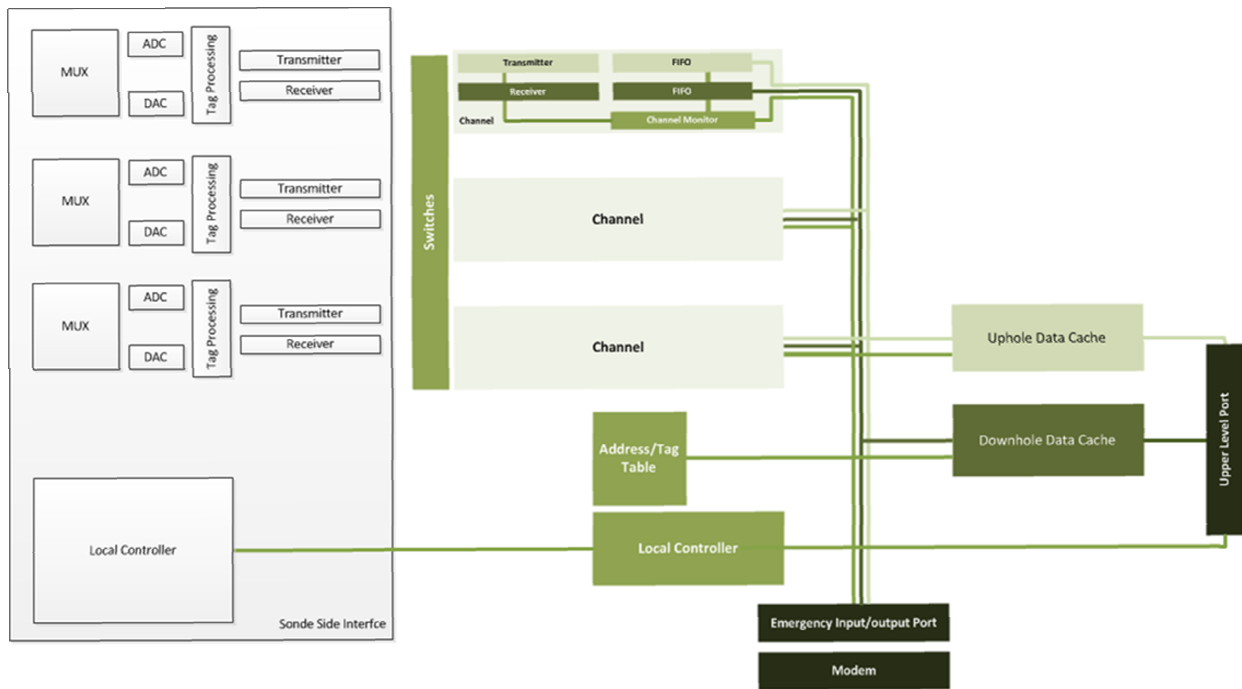 MUX
ADC
DAC
Tag Processing
Transmitter
Receiver
MUX
ADC
DAC
Tag Processing
Transmitter
Receiver
MUX
ADC
DAC
Tag Processing
Transmitter
Receiver
Local Controller
Sonde Side Interfce
Switches
Transmitter
FIFO
Receiver
FIFO
Channel
Channel Monitor
Channel
Channel
Uphole Data Cache
Downhole Data Cache
Upper Level Port
Address/Tag
Table
Local Controller
Emergency Input/output Port
Modem